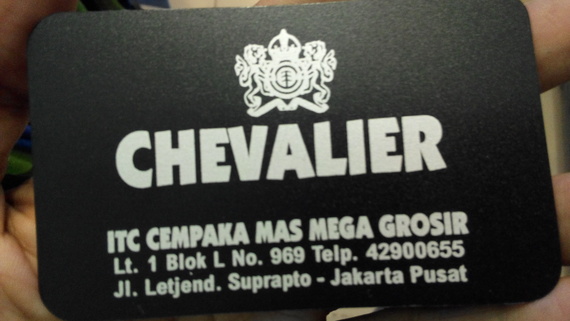 CHEVALIER
ITC CEMPAKA MAS MEGA GROSIR
Lt. 1 Blok L No. 969 Telp. 42900655
Jl. Letjend. Suprapto - Jakarta Pusat